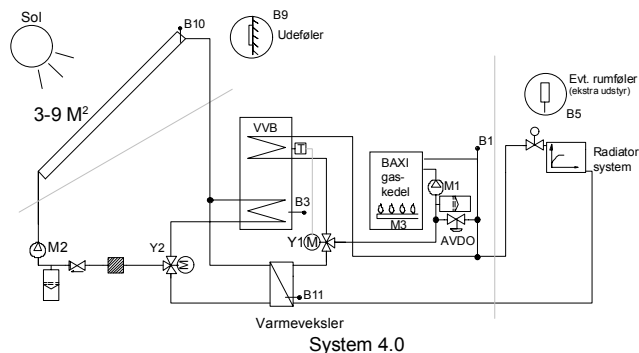 Sol
B10
B9
Udeføler
3-9 M²
VVB
T
B3
BAXI
gas-
kedel
M1
M3
B1
AVDO
Evt. rumføler
(ekstra udstyr)
B5
Radiator
system
M2
Y2
M
Y1
M
B11
Varmeveksler
System 4.0